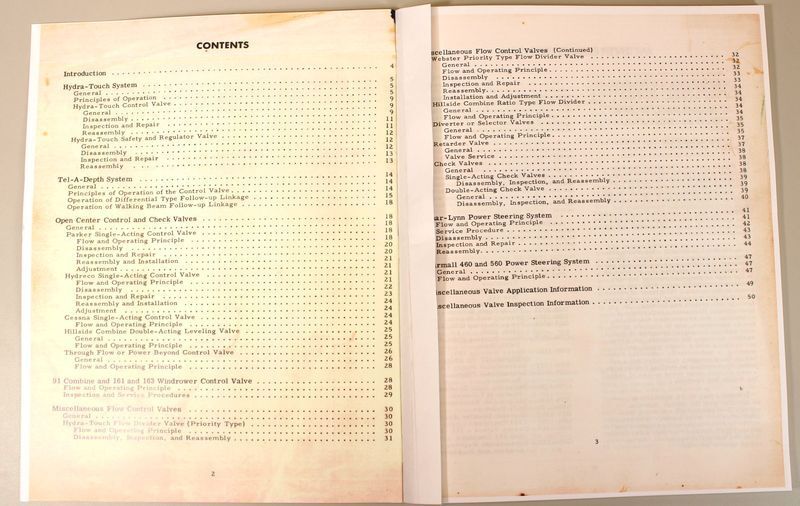 CONTENTS
Introduction 4
Hydra-Touch System 5
General 5
Principles of Operation 5
Hydra-Touch Control Valve 9
General 9
Disassembly 9
Inspection and Repair 11
Reassembly 11
Hydra-Touch Safety and Regulator Valve 12
General 12
Disassembly 12
Inspection and Repair 13
Reassembly 13
Tel-A-Depth System 14
General 14
Principles of Operation of the Control Valve 14
Operation of Differential Type Follow-up Linkage 15
Operation of Walking Beam Follow-up Linkage 18
Open Center Control and Check Valves 18
General 18
Parker Single-Acting Control Valve 18
Flow and Operating Principle 18
Disassembly 20
Inspection and Repair 20
Reassembly and Installation 21
Adjustment 21
Hydreco Single-Acting Control Valve 21
Flow and Operating Principle 21
Disassembly 22
Inspection and Repair 23
Reassembly and Installation 24
Adjustment 24
Cessna Single-Acting Control Valve 24
Flow and Operating Principle 24
Hillside Combine Double-Acting Leveling Valve 25
General 25
Flow and Operating Principle 25
Through Flow or Power Beyond Control Valve 26
General 26
Flow and Operating Principle 28
91 Combine and 161 and 163 Windrower Control Valve 28
Flow and Operating Principle 28
Inspection and Service Procedures 29
Miscellaneous Flow Control Valves 30
General 30
Hydra-Touch Flow Divider Valve (Priority Type) 30
Flow and Operating Principle 30
Disassembly, Inspection, and Reassembly 31
2
scellaneous Flow Control Valves (Continued)
Webster Priority Type Flow Divider Valve 32
General 32
Flow and Operating Principle 32
Disassembly 33
Inspection and Repair 33
Reassembly 34
Installation and Adjustment 34
Hillside Combine Ratio Type Flow Divider 34
General 34
Flow and Operating Principle 34
Diverter or Selector Valves 35
General 35
Flow and Operating Principle 35
Retarder Valve 37
General 37
Valve Service 38
Check Valves 38
General 38
Single-Acting Check Valves 38
Disassembly, Inspection, and Reassembly 39
Double-Acting Check Valve 39
General 39
Disassembly, Inspection, and Reassembly 40
ar-Lynn Power Steering System 41
Flow and Operating Principle 41
Service Procedure 42
Disassembly 43
Inspection and Repair 43
Reassembly 44
rmall 460 and 560 Power Steering System 47
General 47
Flow and Operating Principle 47
iscellaneous Valve Application Information 49
scellaneous Valve Inspection Information 50
3